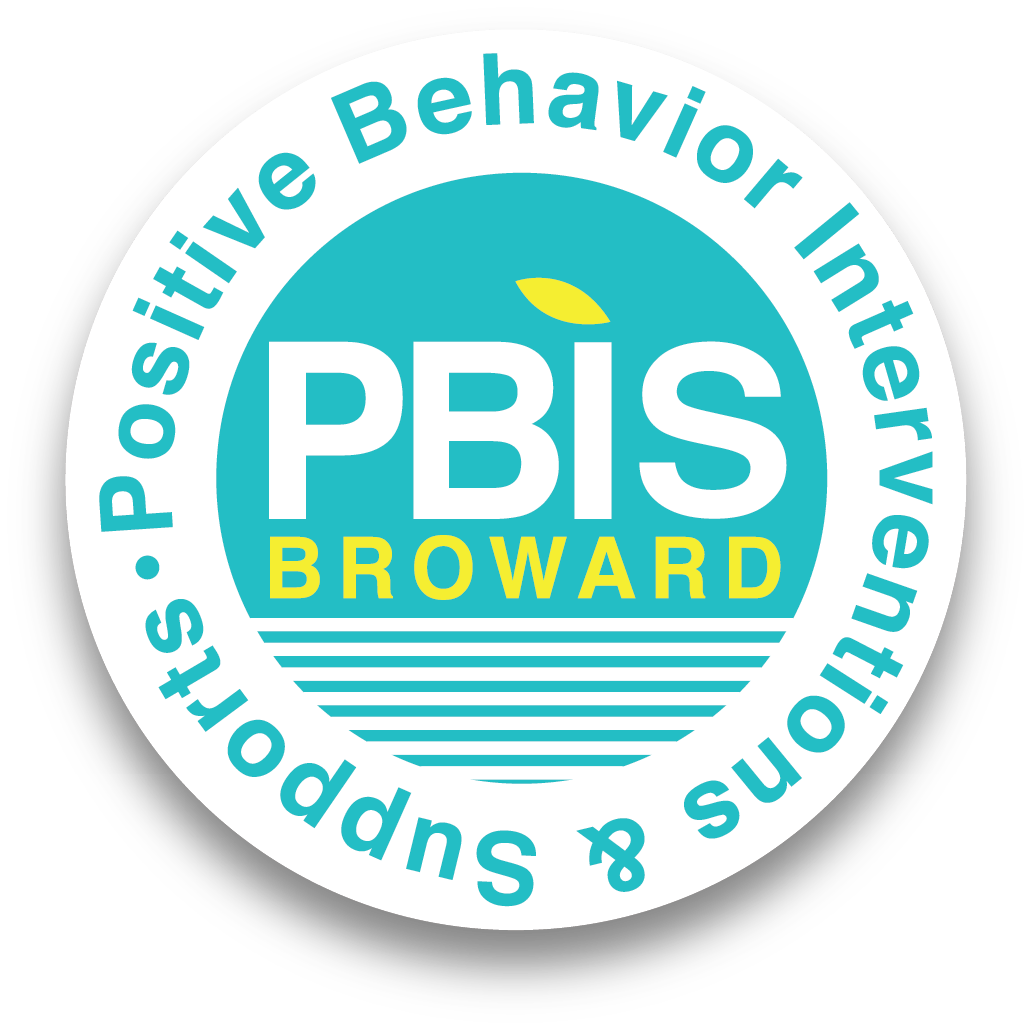 Positive Behavior Interventions & Supports •
PBIS
BROWARD